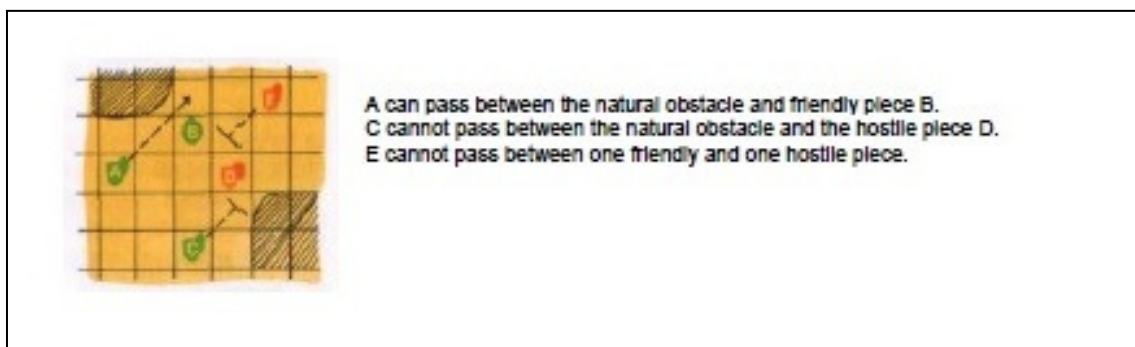 A can pass between the natural obstacle and friendly piece B.
C cannot pass between the natural obstacle and the hostile piece D.
E cannot pass between one friendly and one hostile piece.
B
A
D
C